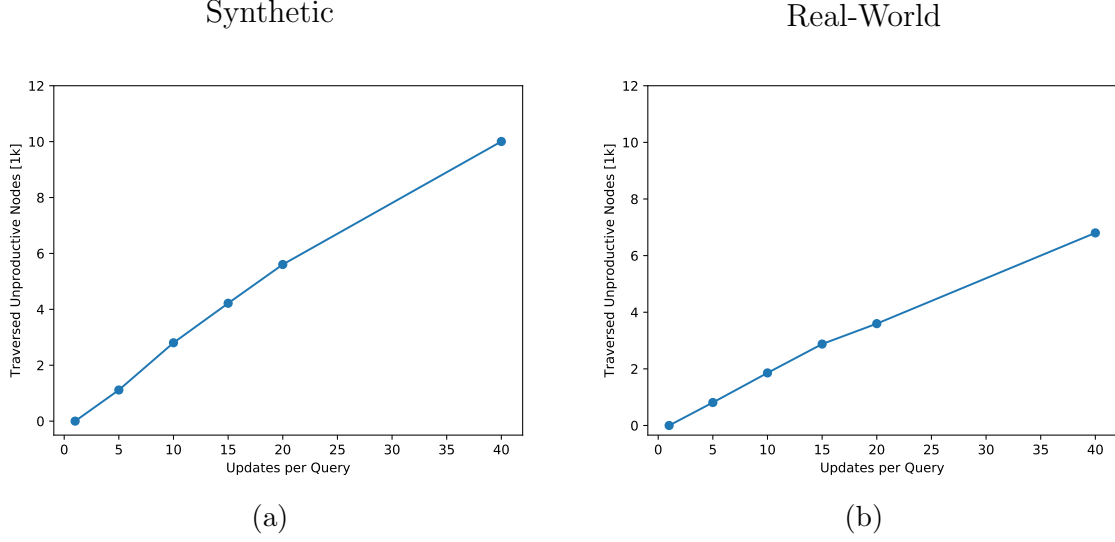 Synthetic
12
10
8
6
4
2
0
Traversed Unproductive Nodes [1k]
0 5 10 15 20 25 30 35 40
Updates per Query
(a)
Real-World
12
10
8
6
4
2
0
Traversed Unproductive Nodes [1k]
0 5 10 15 20 25 30 35 40
Updates per Query
(b)